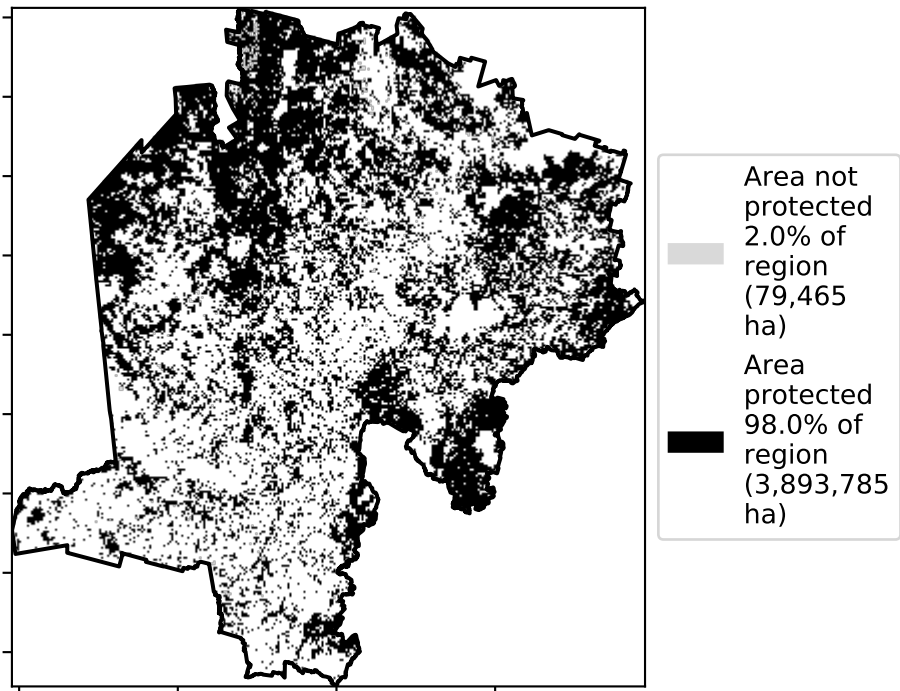 Area not
protected
2.0% of
region
(79,465
ha)
Area
protected
98.0% of
region
(3,893,785
ha)